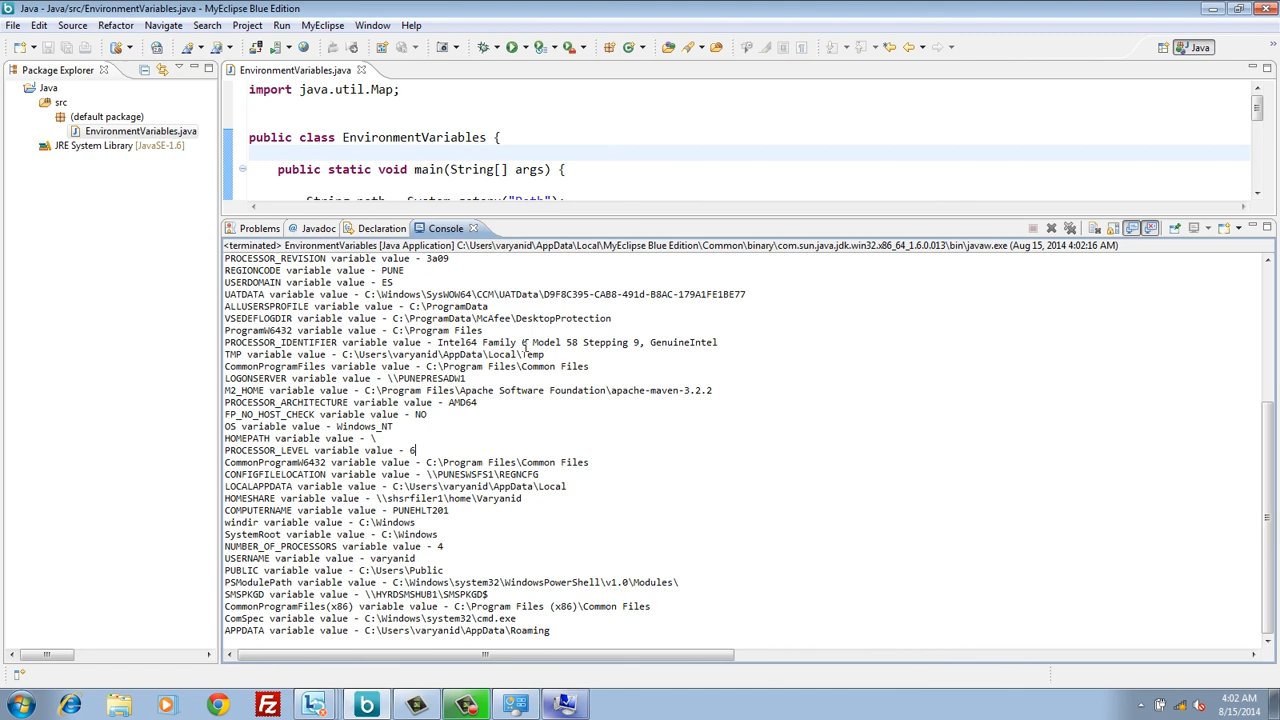 Java - Java/src/EnvironmentVariables.java - MyEclipse Blue Edition
File Edit Source Refactor Navigate Search Project Run MyEclipse Window Help
Java
Package Explorer
Java
src
(default package)
EnvironmentVariables.java
JRE System Library [JavaSE-1.6]
EnvironmentVariables.java
import java.util.Map;
public class EnvironmentVariables {
public static void main(String[] args) {
Problems Javadoc Declaration Console
<terminated> EnvironmentVariables [Java Application] C:\Users\varyanid\AppData\Local\MyEclipse Blue Edition\Common\binary\com.sun.java.jdk.win32.x86_64_1.6.0.013\bin\javaw.exe (Aug 15, 2014 4:02:16 AM)
PROCESSOR_REVISION variable value - 3a09
REGIONCODE variable value - PUNE
USERDOMAIN variable value - ES
UATDATA variable value - C:\Windows\SysWOW64\CCM\UATData\D9F8C395-CAB8-491d-B8AC-179A1FE1BE77
ALLUSERSPROFILE variable value - C:\ProgramData
VSEDEFLOGDIR variable value - C:\ProgramData\McAfee\DesktopProtection
ProgramW6432 variable value - C:\Program Files
PROCESSOR_IDENTIFIER variable value - Intel64 Family 6 Model 58 Stepping 9, GenuineIntel
TMP variable value - C:\Users\varyanid\AppData\Local\Temp
CommonProgramFiles variable value - C:\Program Files\Common Files
LOGONSERVER variable value - \\PUNEPRESADW1
M2_HOME variable value - C:\Program Files\Apache Software Foundation\apache-maven-3.2.2
PROCESSOR_ARCHITECTURE variable value - AMD64
FP_NO_HOST_CHECK variable value - NO
OS variable value - Windows_NT
HOMEPATH variable value - \
PROCESSOR_LEVEL variable value - 6
CommonProgramW6432 variable value - C:\Program Files\Common Files
CONFIGFILELOCATION variable value - \\PUNESWSFS1\REGNCFG
LOCALAPPDATA variable value - C:\Users\varyanid\AppData\Local
HOMESHARE variable value - \\shsrfiler1\home\Varyanid
COMPUTERNAME variable value - PUNEHLT201
windir variable value - C:\Windows
SystemRoot variable value - C:\Windows
NUMBER_OF_PROCESSORS variable value - 4
USERNAME variable value - varyanid
PUBLIC variable value - C:\Users\Public
PSModulePath variable value - C:\Windows\system32\WindowsPowerShell\v1.0\Modules\
SMSPKGD variable value - \\HYRDSMSHUB1\SMSPKGD$
CommonProgramFiles(x86) variable value - C:\Program Files (x86)\Common Files
ComSpec variable value - C:\Windows\system32\cmd.exe
APPDATA variable value - C:\Users\varyanid\AppData\Roaming
4:02 AM
8/15/2014